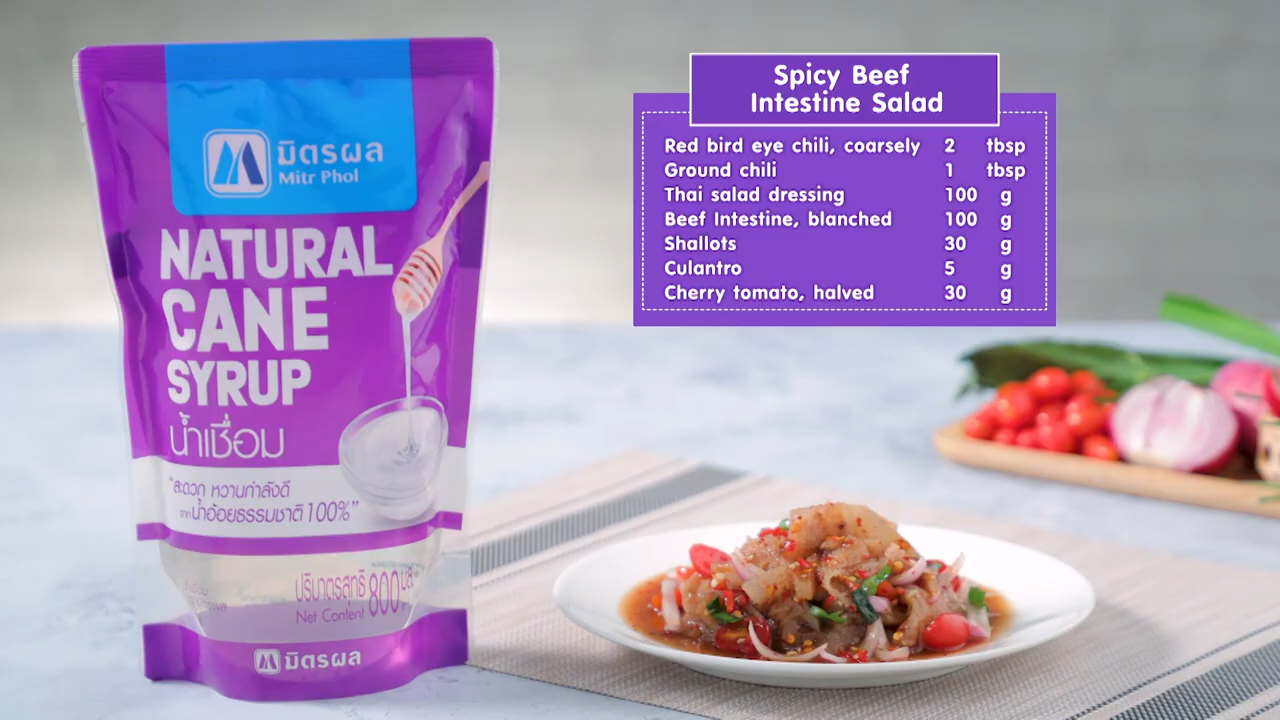 มิตรผล
Mitr Phol
NATURAL
CANE
SYRUP
น้ำเชื่อม
“สะดวก หวานกำลังดี
จากน้ำอ้อยธรรมชาติ 100%”
ปริมาตรสุทธิ 800 มล.
Net Content
มิตรผล
Spicy Beef
Intestine Salad
Red bird eye chili, coarsely 2 tbsp
Ground chili 1 tbsp
Thai salad dressing 100 g
Beef Intestine, blanched 100 g
Shallots 30 g
Culantro 5 g
Cherry tomato, halved 30 g